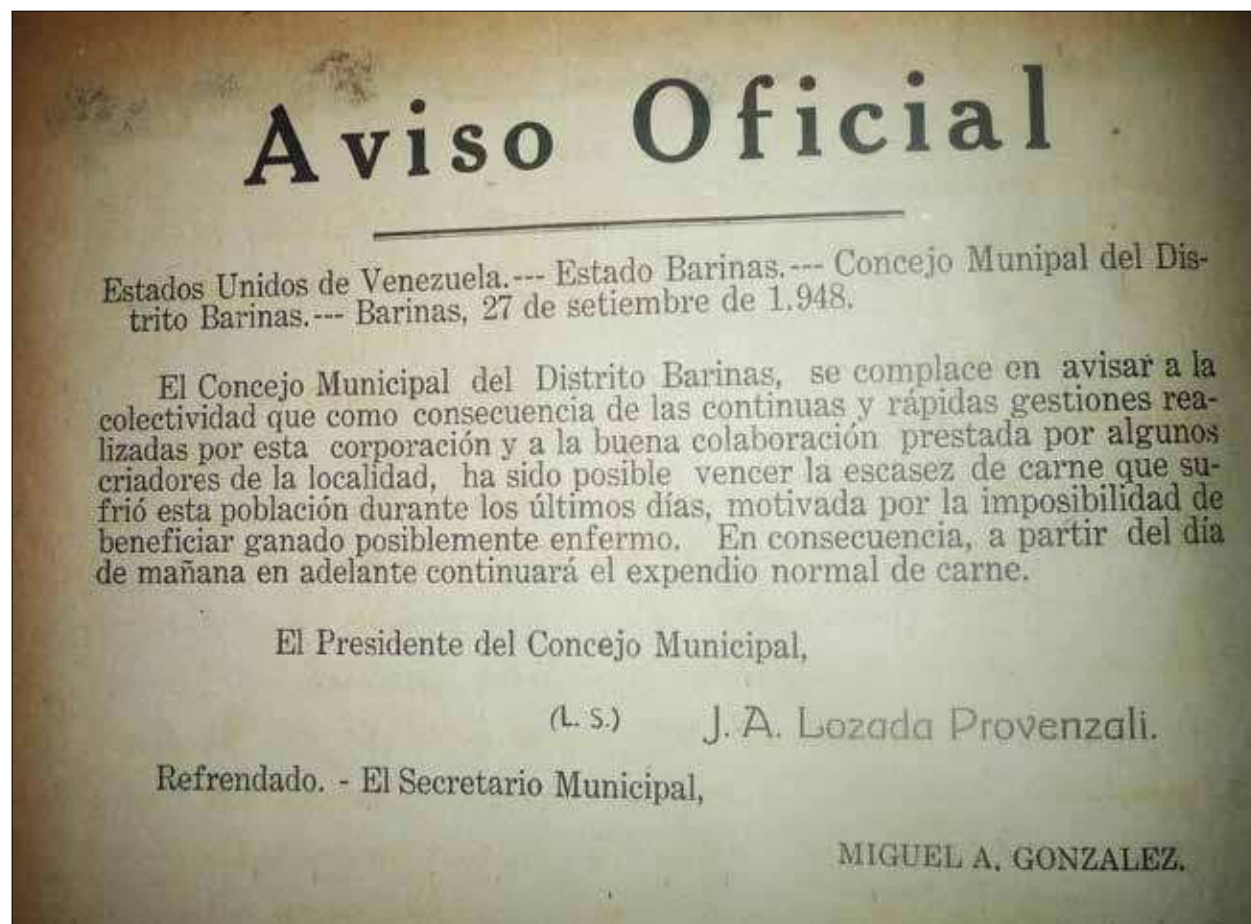 Aviso Oficial
Estados Unidos de Venezuela.--- Estado Barinas.--- Concejo Munipal del Dis-
trito Barinas.--- Barinas, 27 de setiembre de 1.948.
El Concejo Municipal del Distrito Barinas, se complace en avisar a la
colectividad que como consecuencia de las continuas y rápidas gestiones rea-
lizadas por esta corporación y a la buena colaboración prestada por algunos
criadores de la localidad, ha sido posible vencer la escasez de carne que su-
frió esta población durante los últimos días, motivada por la imposibilidad de
beneficiar ganado posiblemente enfermo. En consecuencia, a partir del día
de mañana en adelante continuará el expendio normal de carne.
El Presidente del Concejo Municipal,
(L. S.) J. A. Lozada Provenzali.
Refrendado. - El Secretario Municipal,
MIGUEL A. GONZALEZ.